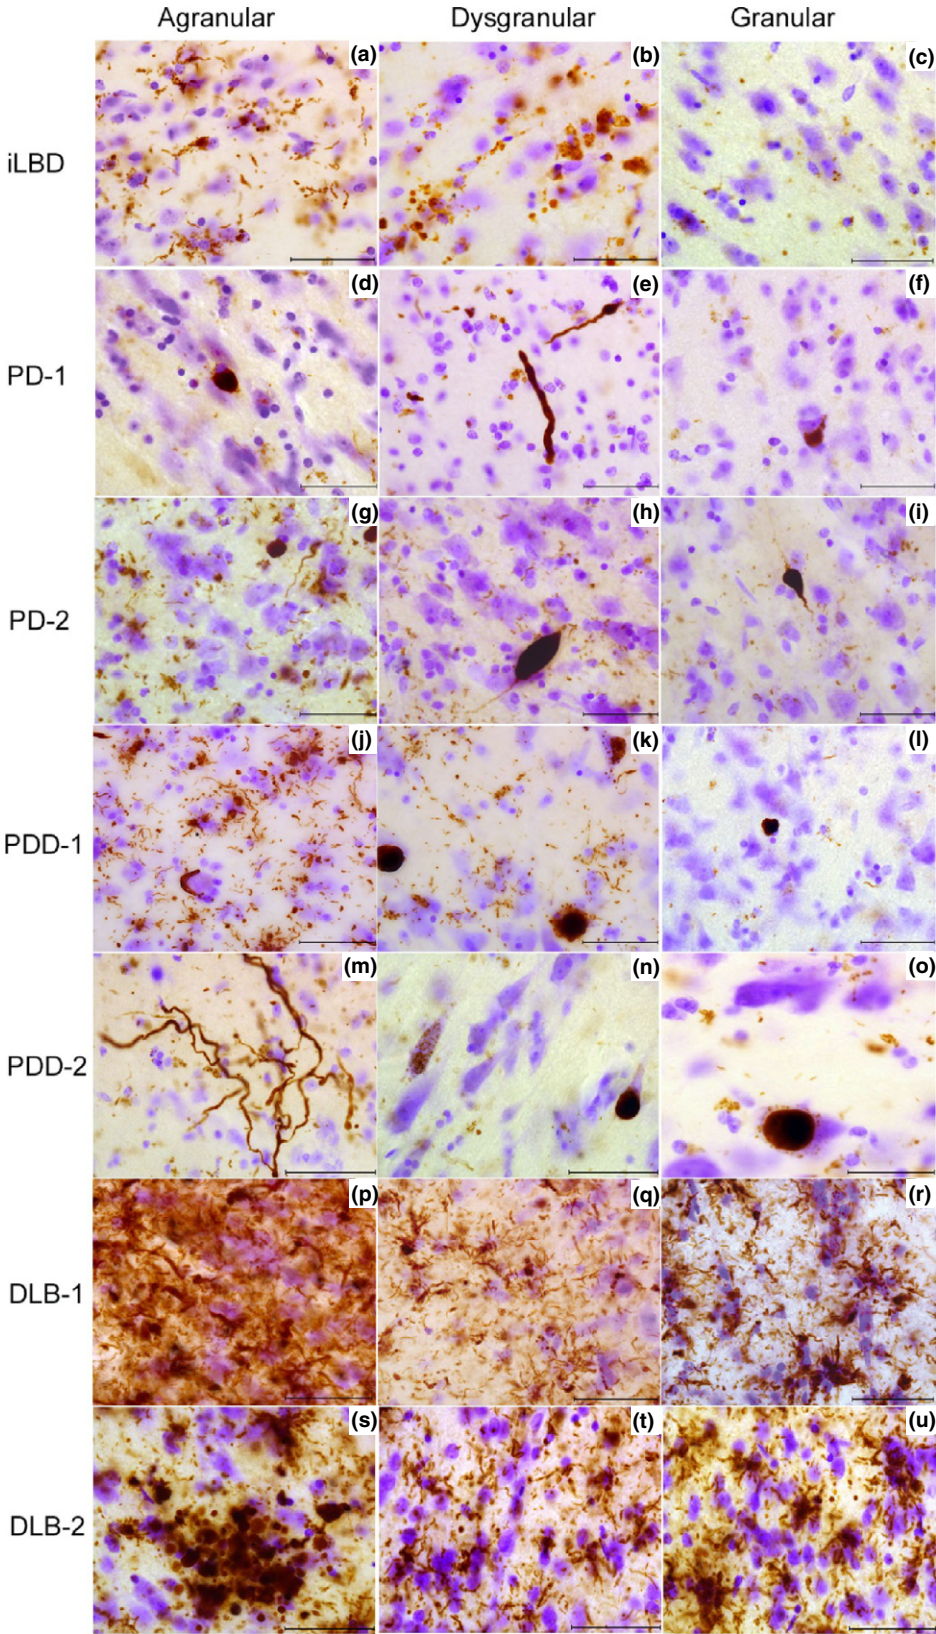 Agranular Dysgranular Granular
iLBD (a) (b) (c)
PD-1 (d) (e) (f)
PD-2 (g) (h) (i)
PDD-1 (j) (k) (l)
PDD-2 (m) (n) (o)
DLB-1 (p) (q) (r)
DLB-2 (s) (t) (u)